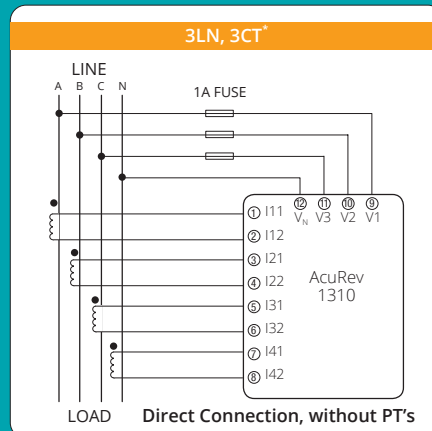 3LN, 3CT*
LINE
A B C N
1A FUSE
⑫ ⑪ ⑩ ⑨
VN V3 V2 V1
① I11
② I12
③ I21
④ I22
⑤ I31
⑥ I32
⑦ I41
⑧ I42
AcuRev
1310
LOAD
Direct Connection, without PT's